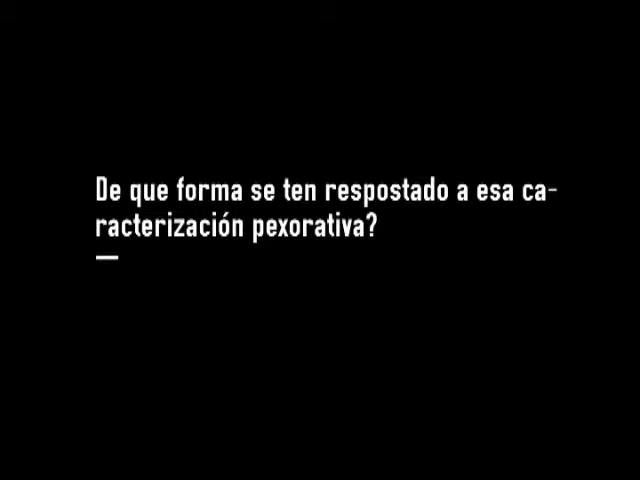 De que forma se ten respostado a esa ca-
racterización pexorativa?